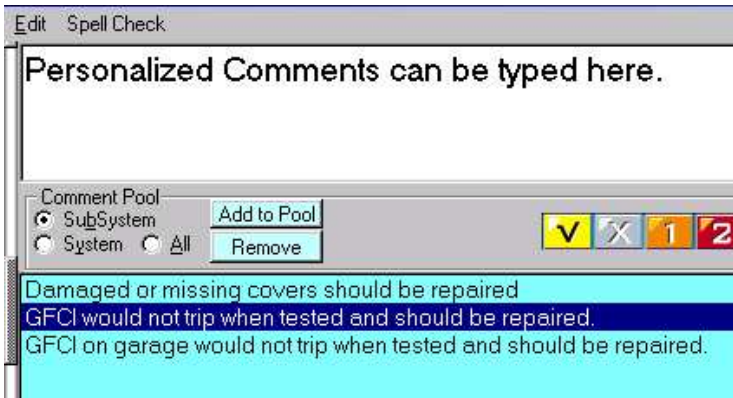 Edit Spell Check
Personalized Comments can be typed here.
Comment Pool
SubSystem
System All
Add to Pool
Remove
√ X 1 2
Damaged or missing covers should be repaired
GFCI would not trip when tested and should be repaired.
GFCI on garage would not trip when tested and should be repaired.